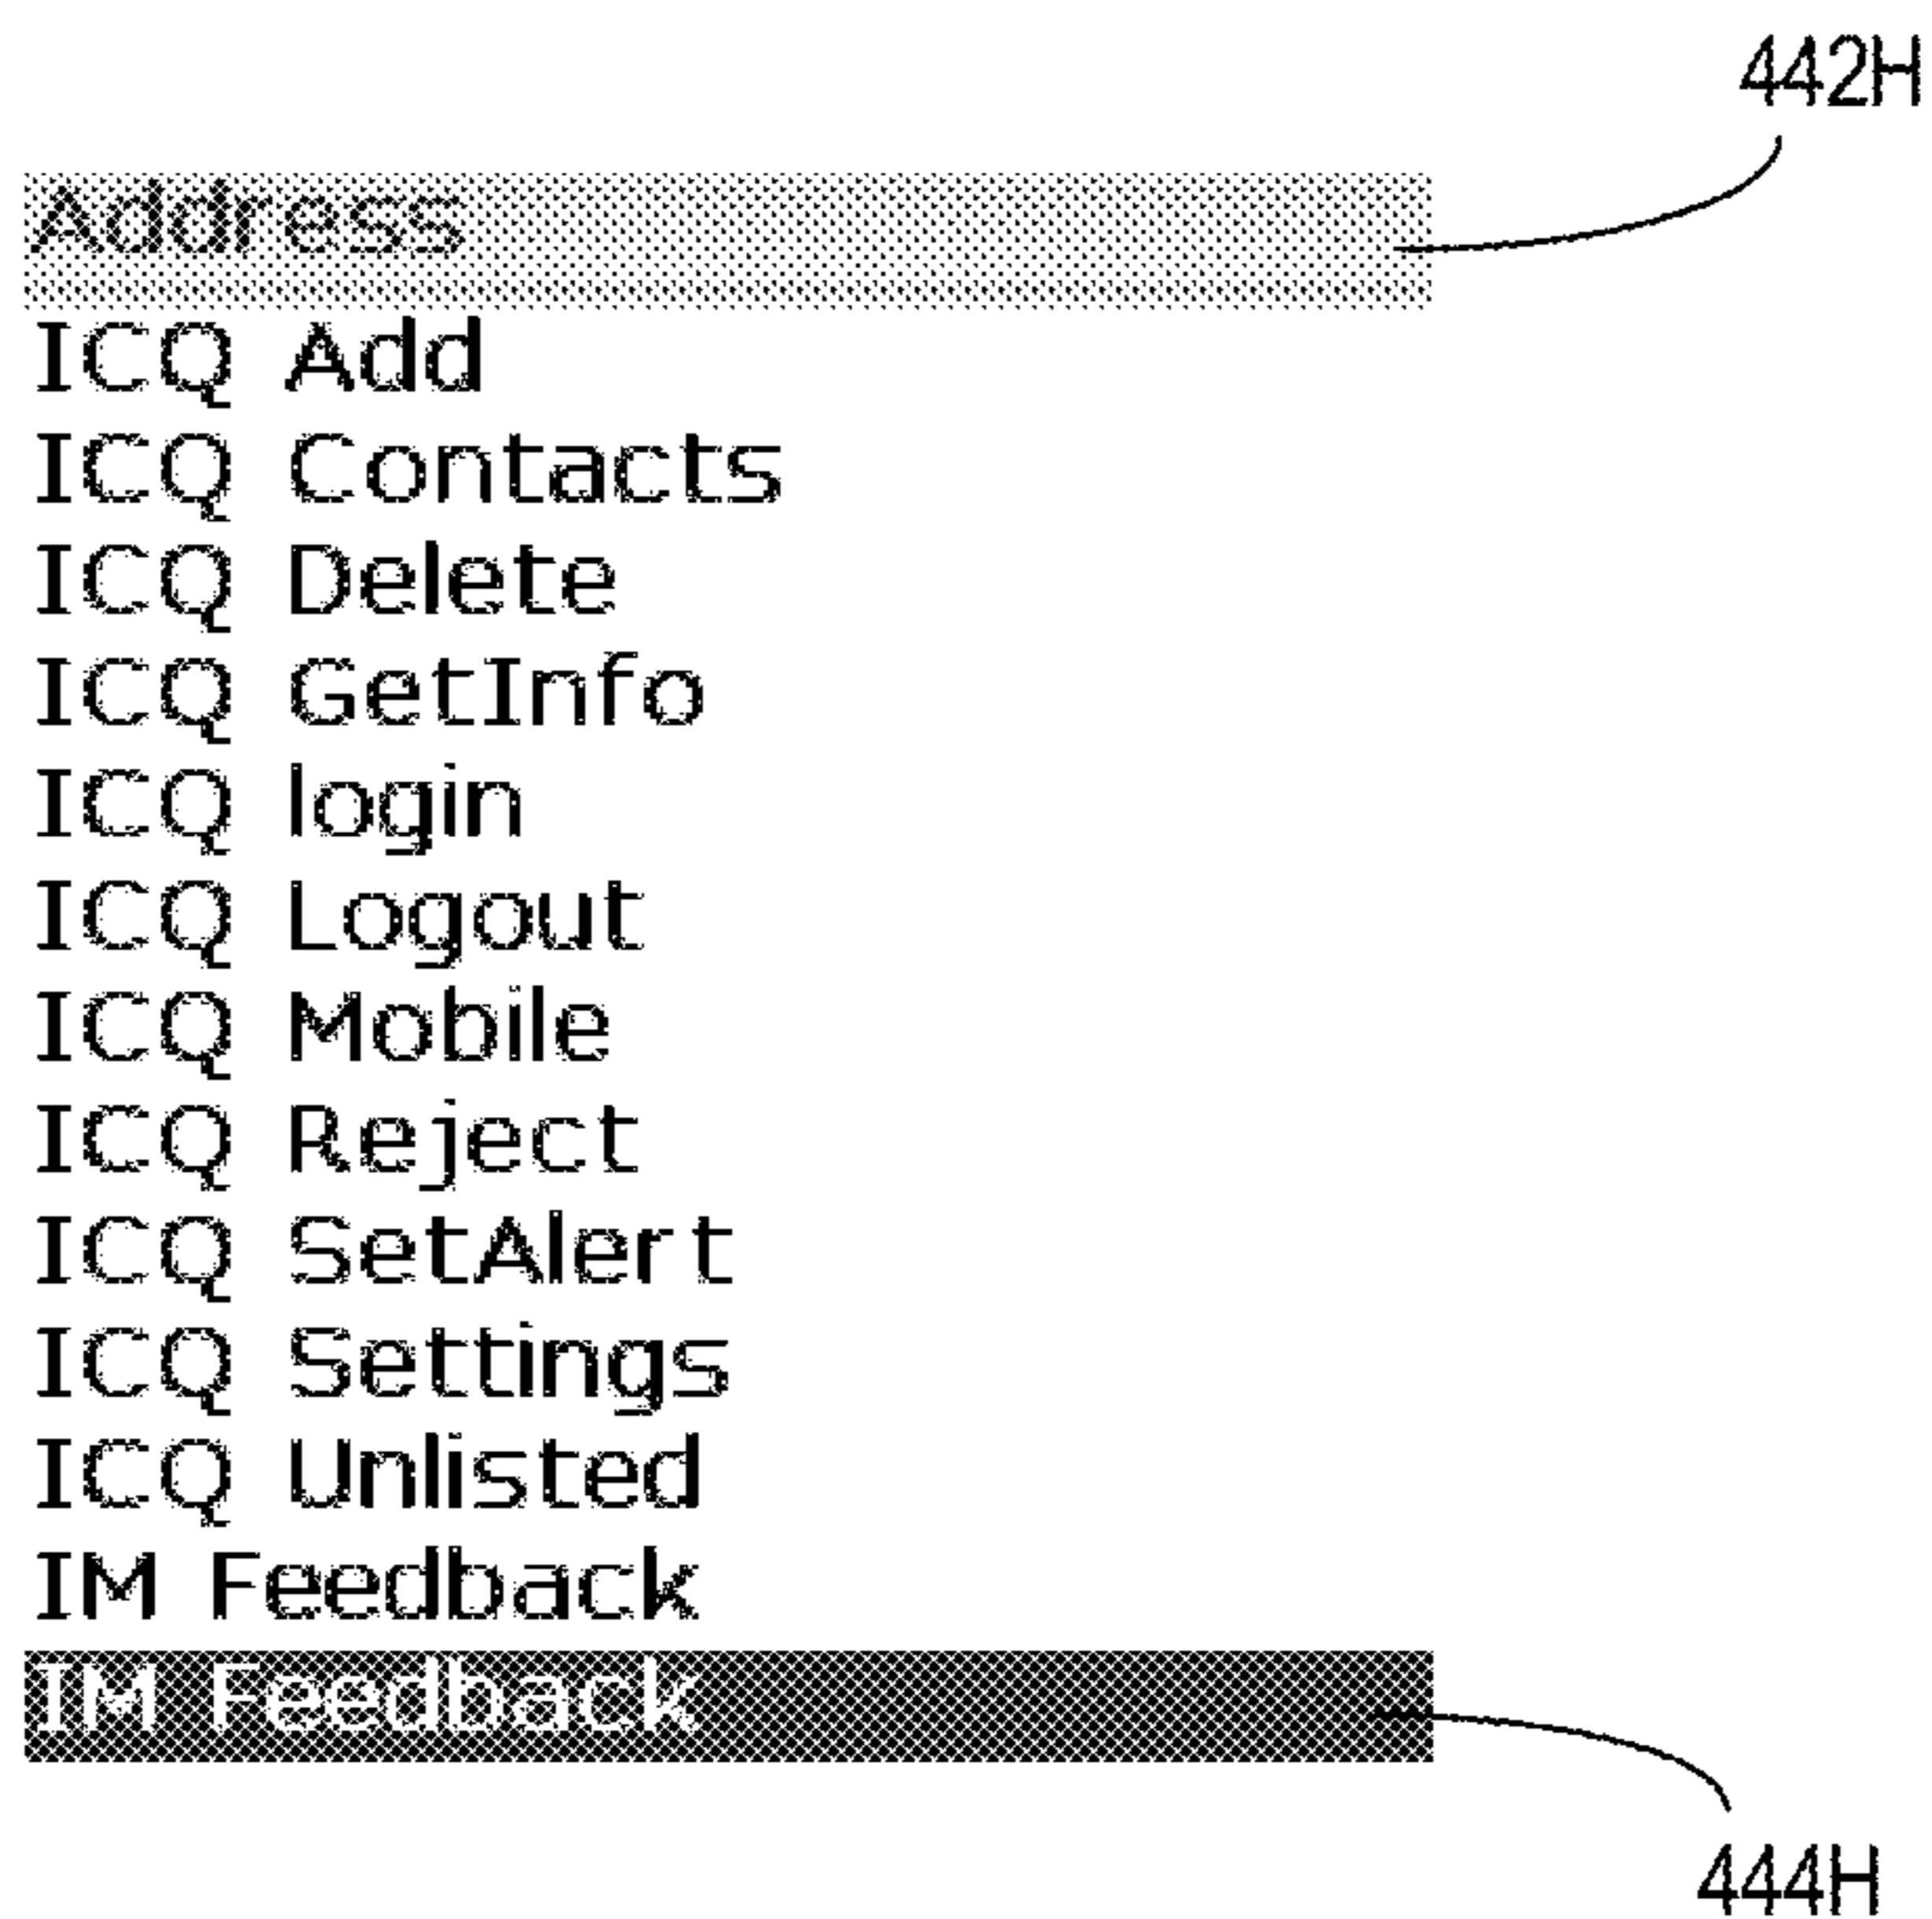 442H
Address
ICQ Add
ICQ Contacts
ICQ Delete
ICQ GetInfo
ICQ login
ICQ Logout
ICQ Mobile
ICQ Reject
ICQ SetAlert
ICQ Settings
ICQ Unlisted
IM Feedback
IM Feedback
444H